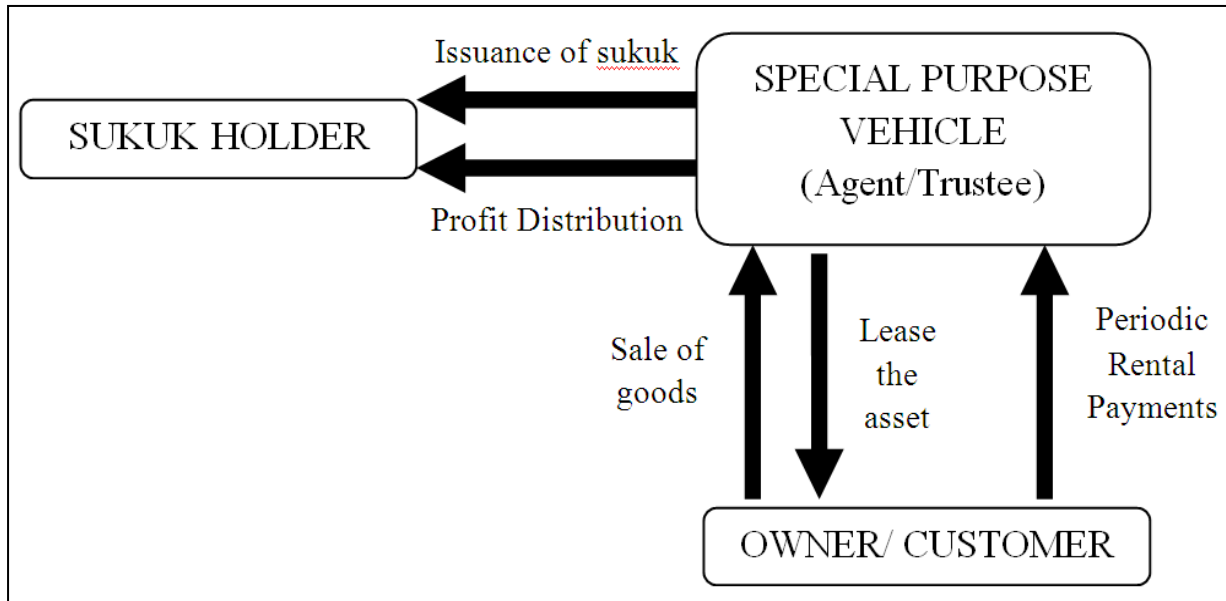 Issuance of sukuk
SPECIAL PURPOSE
VEHICLE
(Agent/Trustee)
SUKUK HOLDER
Profit Distribution
Sale of
goods
Lease
the
asset
Periodic
Rental
Payments
OWNER/ CUSTOMER